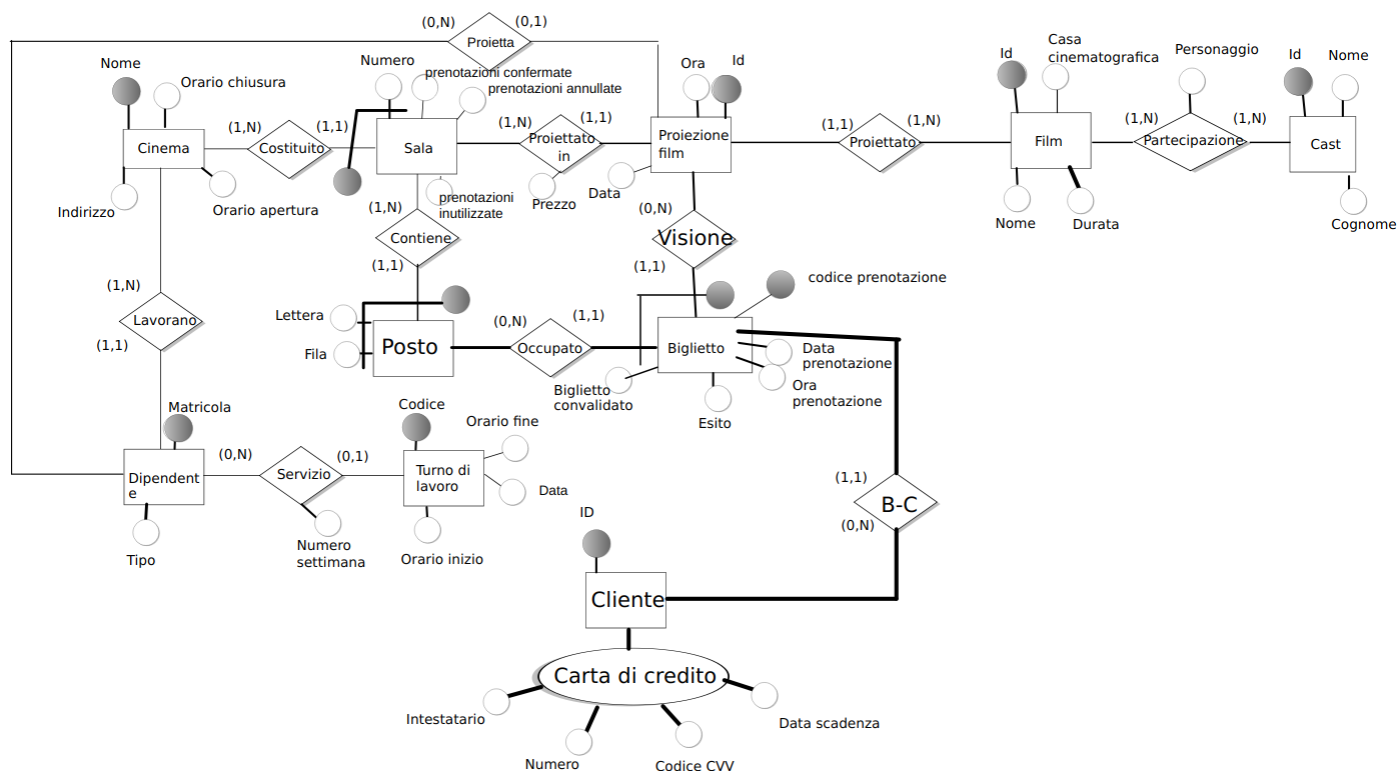 (0,N)
(0,1)
Proietta
Nome
Orario chiusura
Numero
prenotazioni confermate
prenotazioni annullate
Ora
Id
Id
Casa
cinematografica
Personaggio
Id
Nome
(1,N)
(1,1)
Cinema
Costituito
Sala
(1,N)
(1,1)
Proiettato
in
Proiezione
film
(1,1)
(1,N)
Proiettato
Film
(1,N)
(1,N)
Partecipazione
Cast
Indirizzo
Orario apertura
prenotazioni
inutilizzate
Prezzo
Data
Nome
Durata
Cognome
(1,N)
Contiene
(1,1)
(0,N)
Visione
(1,1)
codice prenotazione
(1,N)
Lavorano
(1,1)
Lettera
Fila
Posto
(0,N)
(1,1)
Occupato
Biglietto
Data
prenotazione
Ora
prenotazione
Biglietto
convalidato
Esito
Matricola
Codice
Orario fine
(0,N)
(0,1)
Dipendent
e
Servizio
Turno di
lavoro
Data
Tipo
Numero
settimana
Orario inizio
(1,1)
B-C
(0,N)
ID
Cliente
Carta di credito
Intestatario
Numero
Codice CVV
Data scadenza